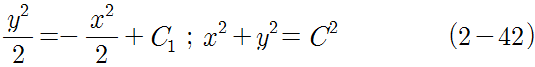 y²/2 = − x²/2 + C₁ ; x² + y² = C² (2−42)